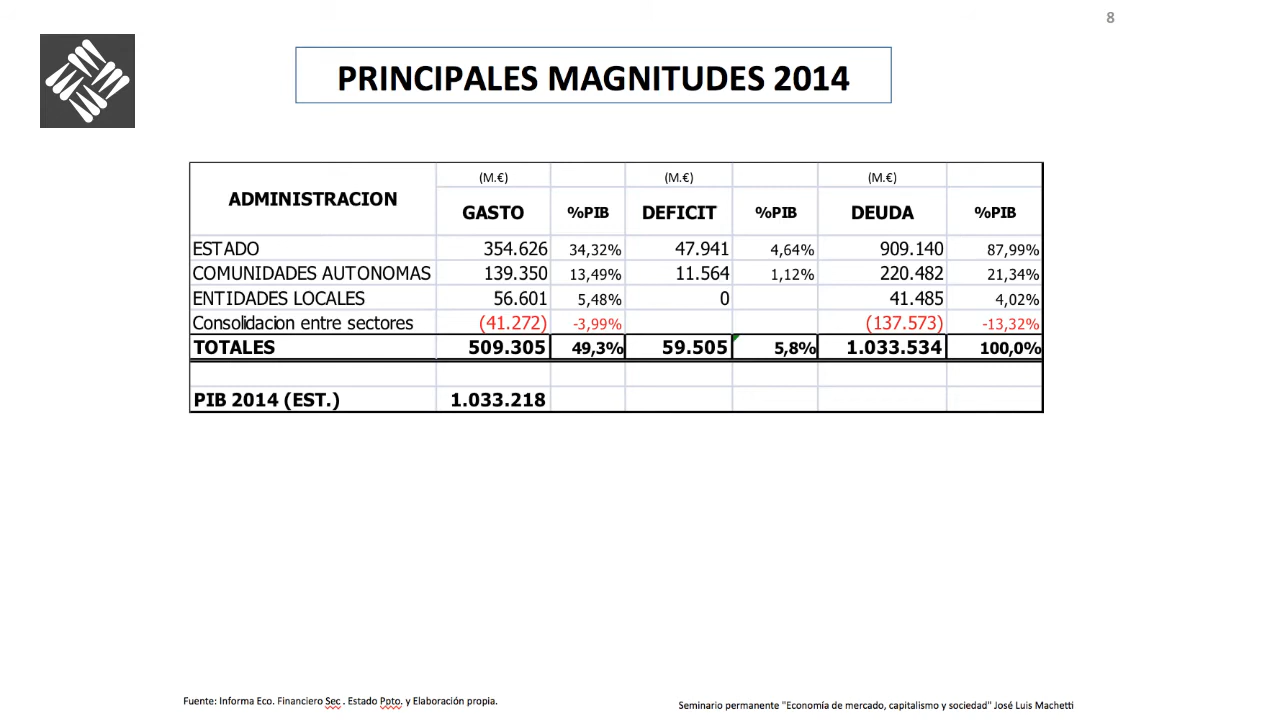 8
PRINCIPALES MAGNITUDES 2014
(M.€) (M.€) (M.€)
ADMINISTRACION GASTO %PIB DEFICIT %PIB DEUDA %PIB
ESTADO 354.626 34,32% 47.941 4,64% 909.140 87,99%
COMUNIDADES AUTONOMAS 139.350 13,49% 11.564 1,12% 220.482 21,34%
ENTIDADES LOCALES 56.601 5,48% 0 41.485 4,02%
Consolidacion entre sectores (41.272) -3,99% (137.573) -13,32%
TOTALES 509.305 49,3% 59.505 5,8% 1.033.534 100,0%
PIB 2014 (EST.) 1.033.218
Fuente: Informa Eco. Financiero Sec . Estado Ppto. y Elaboración propia.
Seminario permanente "Economía de mercado, capitalismo y sociedad" José Luis Machetti